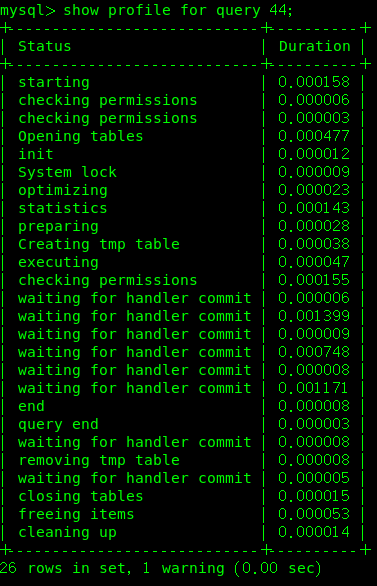 mysql> show profile for query 44;
+--------------------------------+----------+
| Status                         | Duration |
+--------------------------------+----------+
| starting                       | 0.000158 |
| checking permissions           | 0.000006 |
| checking permissions           | 0.000003 |
| Opening tables                 | 0.000477 |
| init                           | 0.000012 |
| System lock                    | 0.000009 |
| optimizing                     | 0.000023 |
| statistics                     | 0.000143 |
| preparing                      | 0.000028 |
| Creating tmp table             | 0.000038 |
| executing                      | 0.000047 |
| checking permissions           | 0.000155 |
| waiting for handler commit     | 0.000006 |
| waiting for handler commit     | 0.001399 |
| waiting for handler commit     | 0.000009 |
| waiting for handler commit     | 0.000748 |
| waiting for handler commit     | 0.000008 |
| waiting for handler commit     | 0.001171 |
| end                            | 0.000008 |
| query end                      | 0.000003 |
| waiting for handler commit     | 0.000008 |
| removing tmp table             | 0.000008 |
| waiting for handler commit     | 0.000005 |
| closing tables                 | 0.000015 |
| freeing items                  | 0.000053 |
| cleaning up                    | 0.000014 |
+--------------------------------+----------+
26 rows in set, 1 warning (0.00 sec)